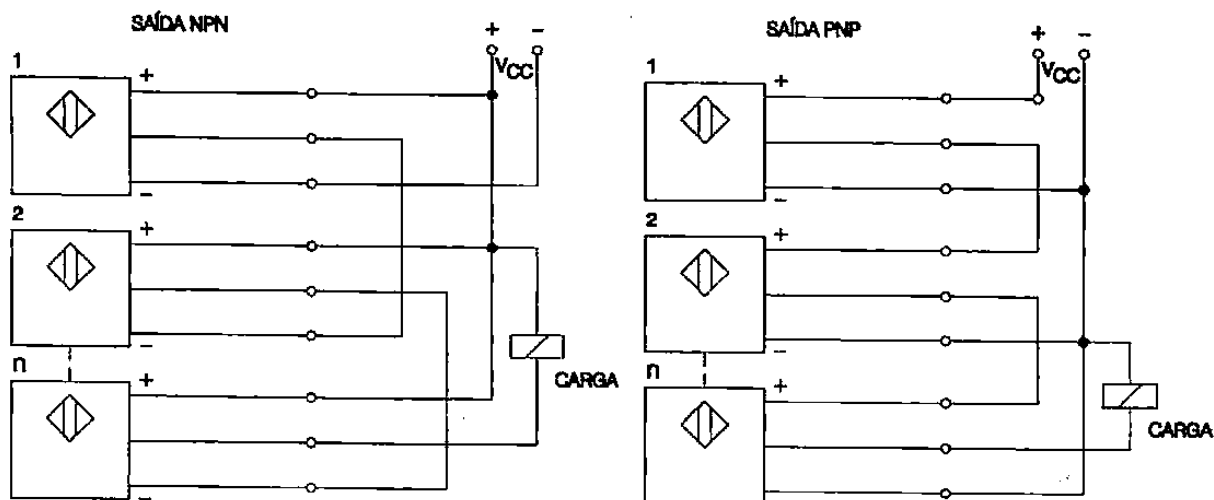 SAÍDA NPN
+ −
VCC
1
+
−
2
+
−
n
+
−
CARGA
SAÍDA PNP
+ −
VCC
1
+
−
2
+
−
n
+
CARGA